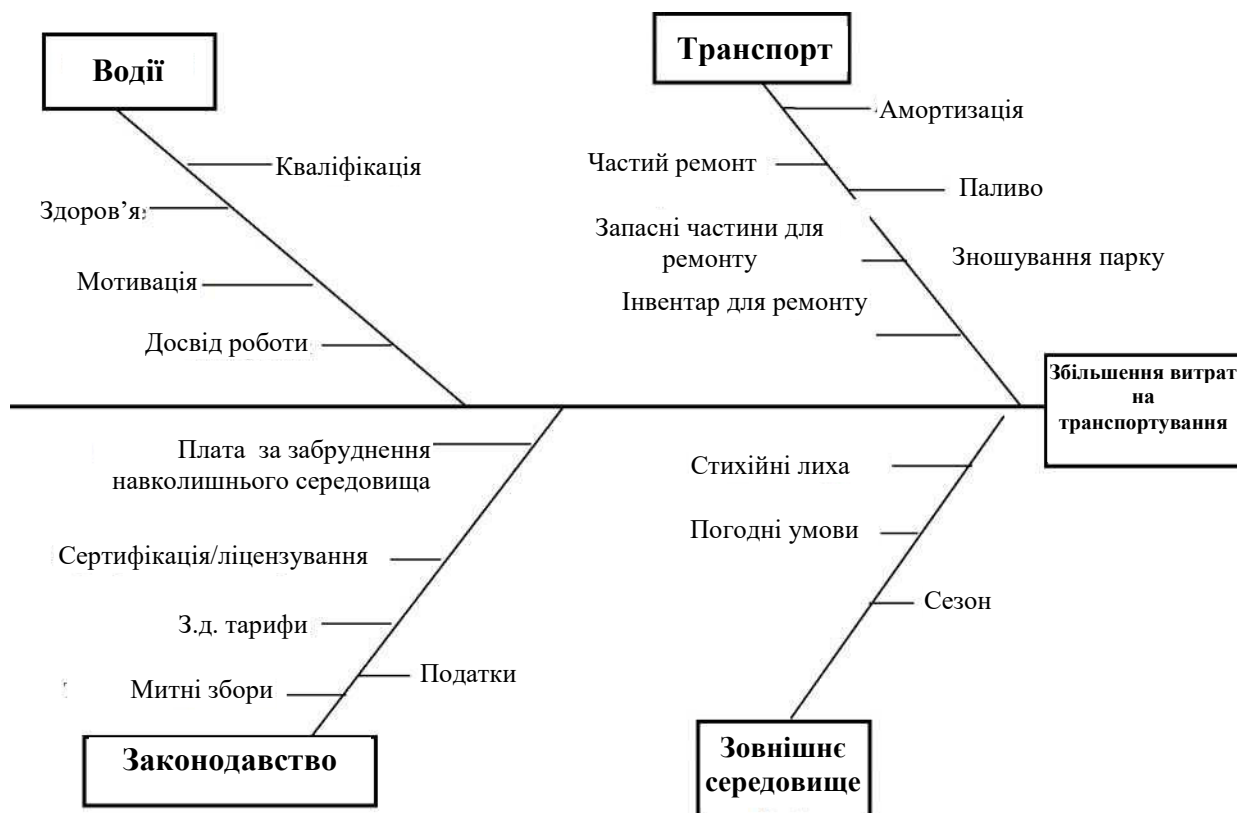 Водії
Транспорт
Амортизація
Кваліфікація
Частий ремонт
Паливо
Здоров’я
Запасні частини для
ремонту
Зношування парку
Мотивація
Інвентар для ремонту
Досвід роботи
Збільшення витрат
на
транспортування
Плата за забруднення
навколишнього середовища
Стихійні лиха
Погодні умови
Сертифікація/ліцензування
Сезон
З.д. тарифи
Податки
Митні збори
Законодавство
Зовнішнє
середовище